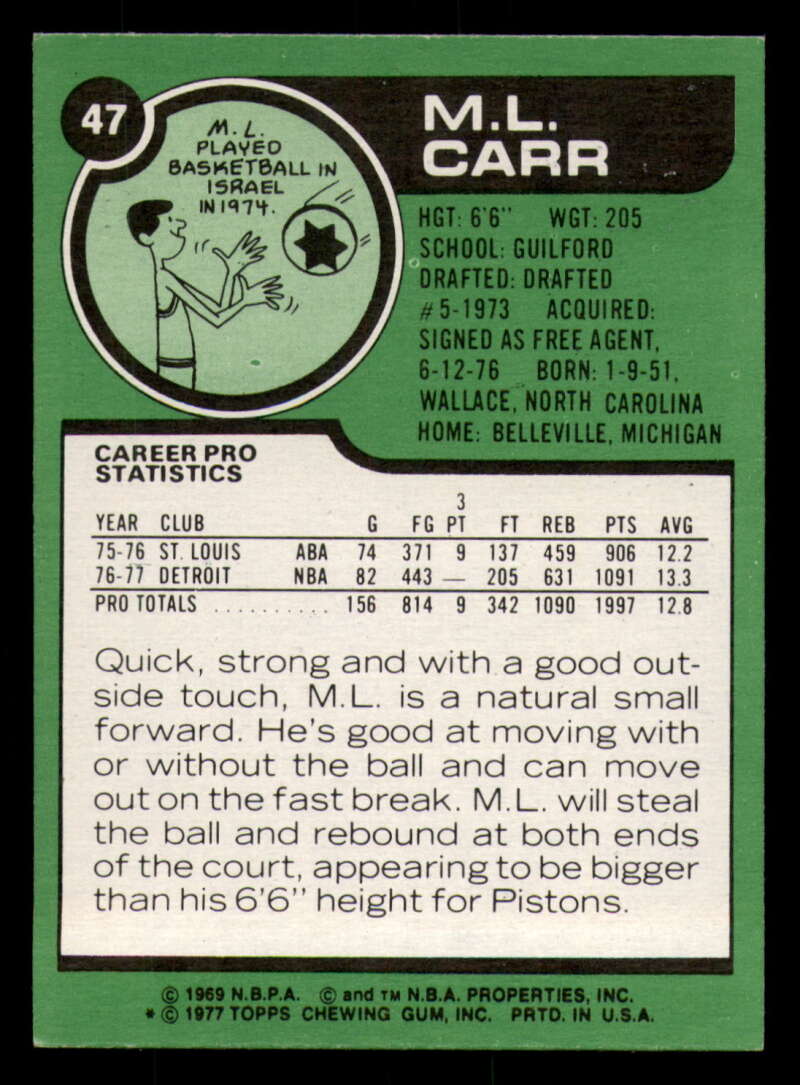 47
M.L.
PLAYED
BASKETBALL IN
ISRAEL
IN 1974.
M.L.
CARR
HGT: 6'6" WGT: 205
SCHOOL: GUILFORD
DRAFTED: DRAFTED
#5-1973 ACQUIRED:
SIGNED AS FREE AGENT,
6-12-76 BORN: 1-9-51,
WALLACE, NORTH CAROLINA
HOME: BELLEVILLE, MICHIGAN
CAREER PRO
STATISTICS
YEAR CLUB G FG 3 PT FT REB PTS AVG
75-76 ST. LOUIS ABA 74 371 9 137 459 906 12.2
76-77 DETROIT NBA 82 443 — 205 631 1091 13.3
PRO TOTALS .......... 156 814 9 342 1090 1997 12.8
Quick, strong and with a good out-
side touch, M.L. is a natural small
forward. He's good at moving with
or without the ball and can move
out on the fast break. M.L. will steal
the ball and rebound at both ends
of the court, appearing to be bigger
than his 6'6" height for Pistons.
© 1969 N.B.P.A. © and TM N.B.A. PROPERTIES, INC.
* © 1977 TOPPS CHEWING GUM, INC. PRTD. IN U.S.A.